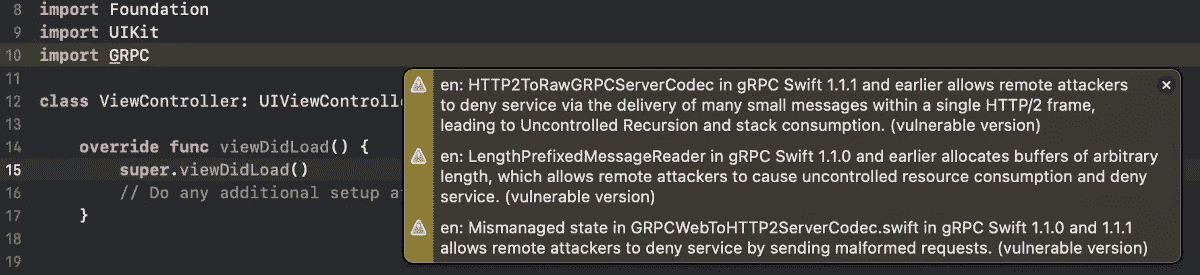 8 import Foundation
9 import UIKit
10 import GRPC
11
12 class ViewController: UIViewControll
13
14 override func viewDidLoad() {
15 super.viewDidLoad()
16 // Do any additional setup a
17 }
18
19
en: HTTP2ToRawGRPCServerCodec in gRPC Swift 1.1.1 and earlier allows remote attackers
to deny service via the delivery of many small messages within a single HTTP/2 frame,
leading to Uncontrolled Recursion and stack consumption. (vulnerable version)
en: LengthPrefixedMessageReader in gRPC Swift 1.1.0 and earlier allocates buffers of arbitrary
length, which allows remote attackers to cause uncontrolled resource consumption and deny
service. (vulnerable version)
en: Mismanaged state in GRPCWebToHTTP2ServerCodec.swift in gRPC Swift 1.1.0 and 1.1.1
allows remote attackers to deny service by sending malformed requests. (vulnerable version)